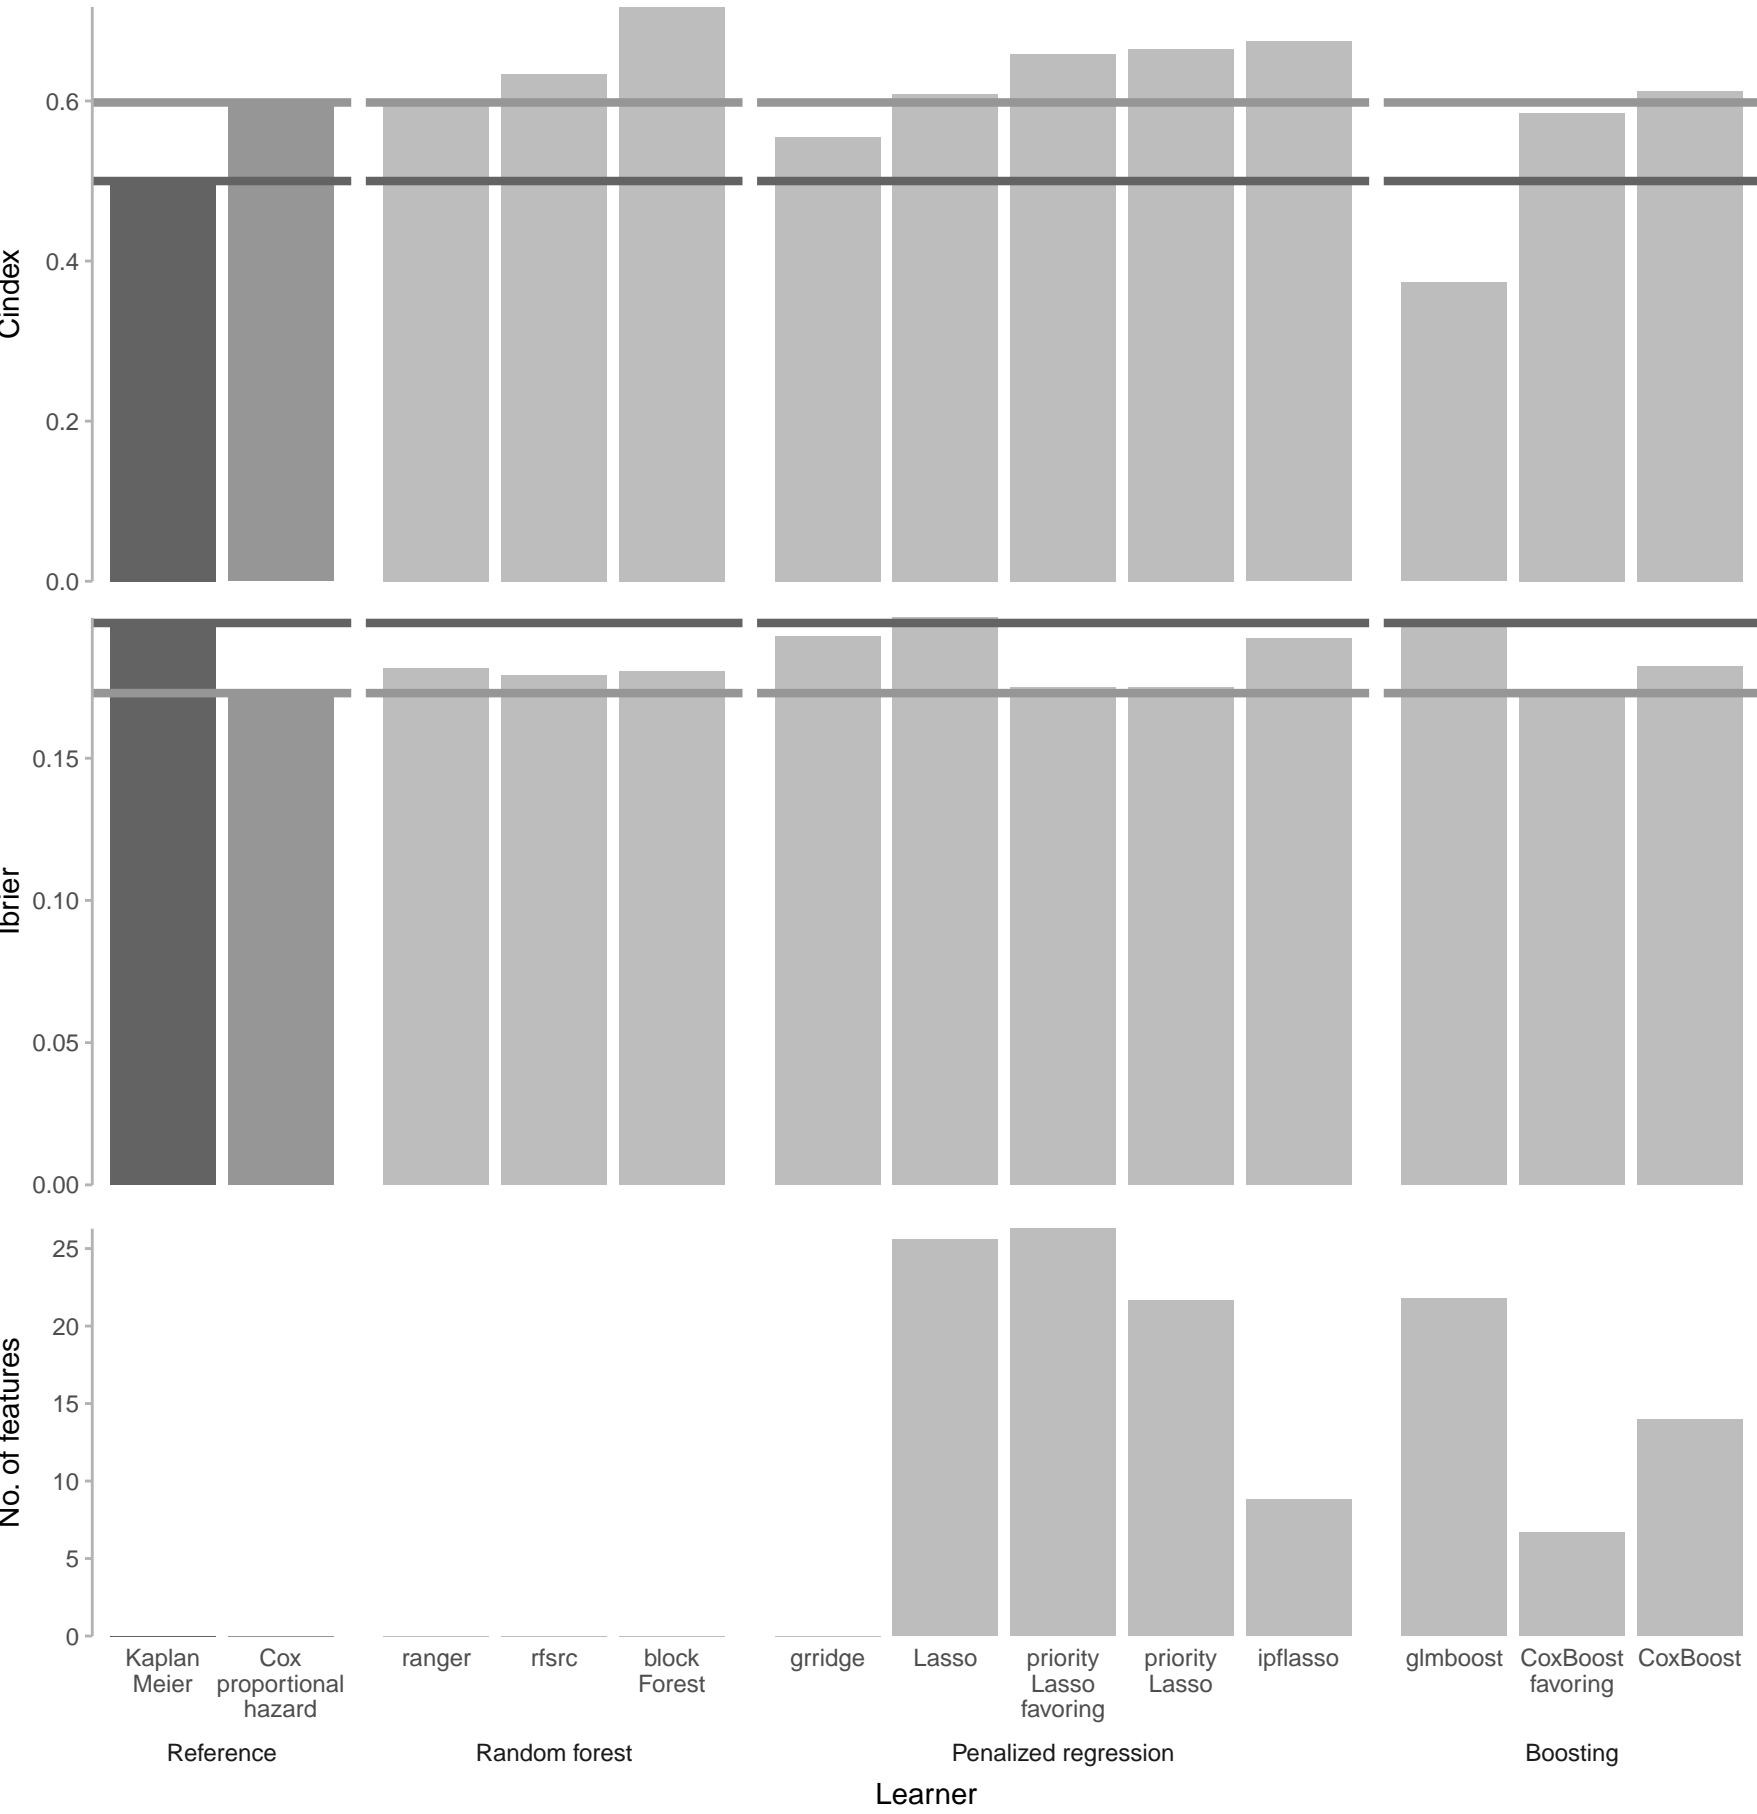 Cindex
0.6
0.4
0.2
0.0
Ibrier
0.15
0.10
0.05
0.00
No. of features
25
20
15
10
5
0
Kaplan
Meier
Cox
proportional
hazard
ranger
rfsrc
block
Forest
grridge
Lasso
priority
Lasso
favoring
priority
Lasso
ipflasso
glmboost
CoxBoost
favoring
CoxBoost
Reference
Random forest
Penalized regression
Boosting
Learner